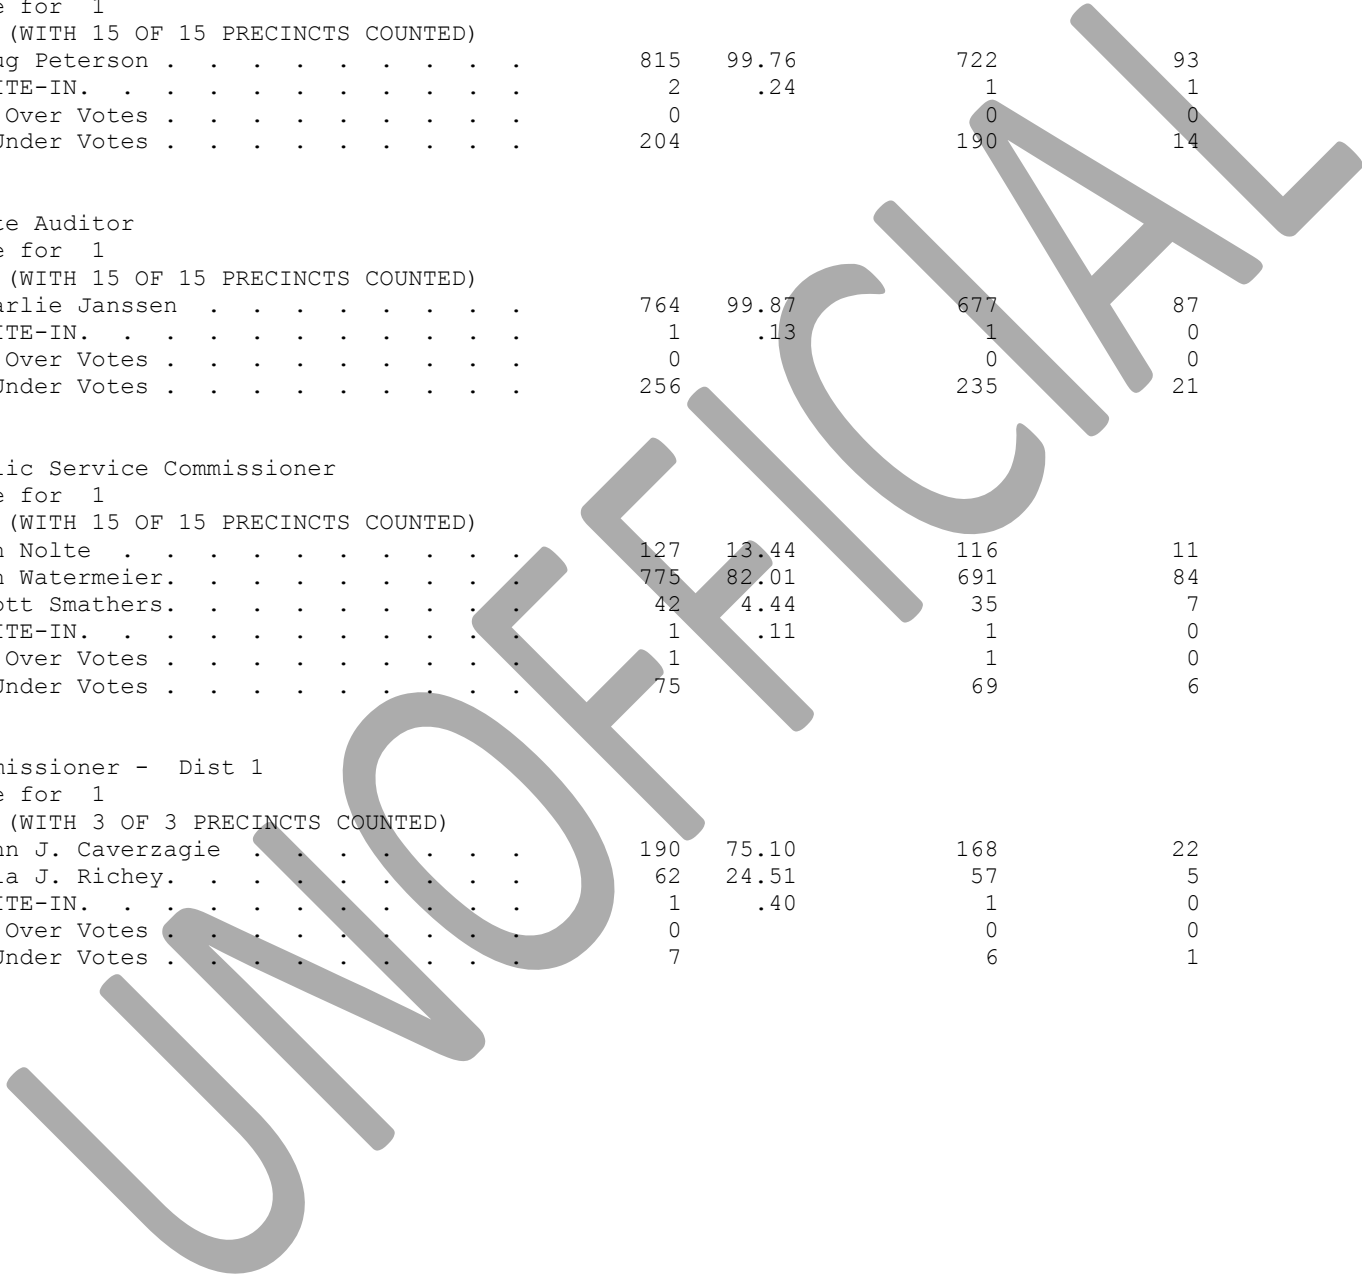 e for 1
(WITH 15 OF 15 PRECINCTS COUNTED)
ug Peterson . . . . . . . . . 815 99.76 722 93
ITE-IN. . . . . . . . . . . 2 .24 1 1
Over Votes . . . . . . . . . 0 0 0
Under Votes . . . . . . . . . 204 190 14
te Auditor
e for 1
(WITH 15 OF 15 PRECINCTS COUNTED)
arlie Janssen . . . . . . . . 764 99.87 677 87
ITE-IN. . . . . . . . . . . 1 .13 1 0
Over Votes . . . . . . . . . 0 0 0
Under Votes . . . . . . . . . 256 235 21
lic Service Commissioner
e for 1
(WITH 15 OF 15 PRECINCTS COUNTED)
n Nolte . . . . . . . . . . 127 13.44 116 11
n Watermeier. . . . . . . . . 775 82.01 691 84
ott Smathers. . . . . . . . . 42 4.44 35 7
ITE-IN. . . . . . . . . . . 1 .11 1 0
Over Votes . . . . . . . . . 1 1 0
Under Votes . . . . . . . . . 75 69 6
missioner - Dist 1
e for 1
(WITH 3 OF 3 PRECINCTS COUNTED)
nn J. Caverzagie . . . . . . . 190 75.10 168 22
la J. Richey. . . . . . . . . 62 24.51 57 5
ITE-IN. . . . . . . . . . . 1 .40 1 0
Over Votes . . . . . . . . . 0 0 0
Under Votes . . . . . . . . . 7 6 1
UNOFFICIAL